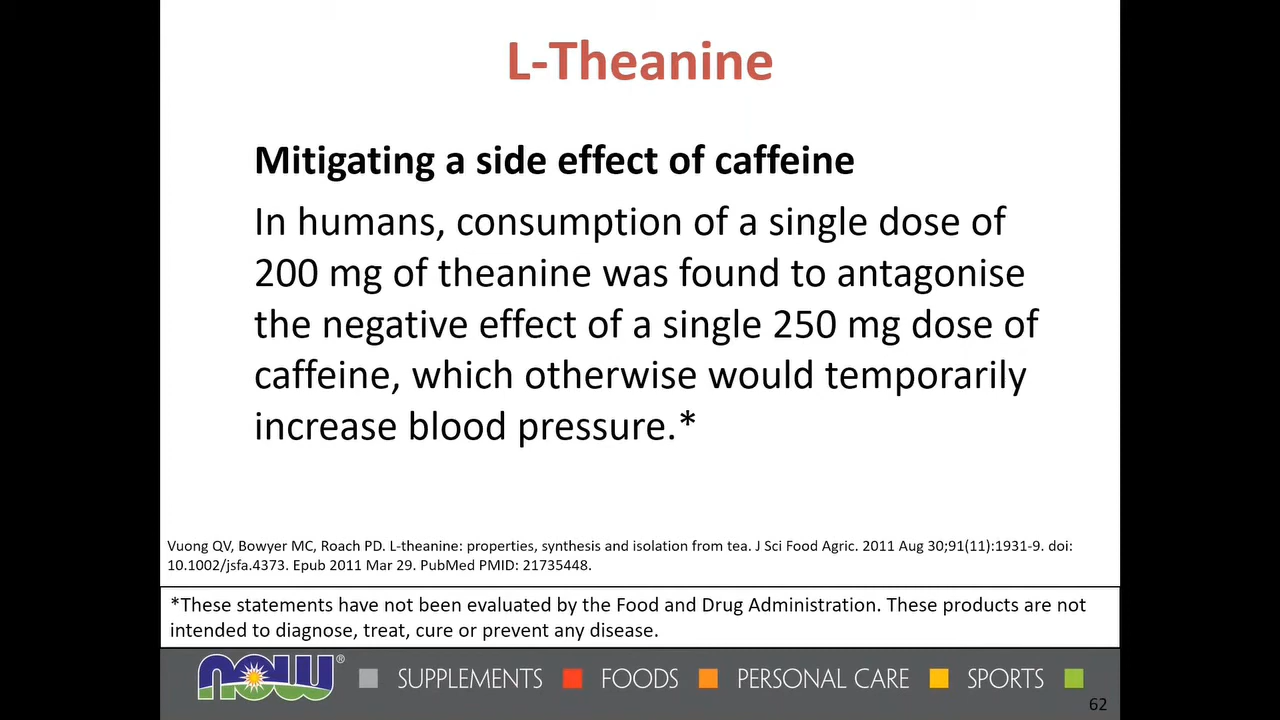 L-Theanine
Mitigating a side effect of caffeine
In humans, consumption of a single dose of
200 mg of theanine was found to antagonise
the negative effect of a single 250 mg dose of
caffeine, which otherwise would temporarily
increase blood pressure.*
Vuong QV, Bowyer MC, Roach PD. L-theanine: properties, synthesis and isolation from tea. J Sci Food Agric. 2011 Aug 30;91(11):1931-9. doi:
10.1002/jsfa.4373. Epub 2011 Mar 29. PubMed PMID: 21735448.
*These statements have not been evaluated by the Food and Drug Administration. These products are not
intended to diagnose, treat, cure or prevent any disease.
now® SUPPLEMENTS FOODS PERSONAL CARE SPORTS
62